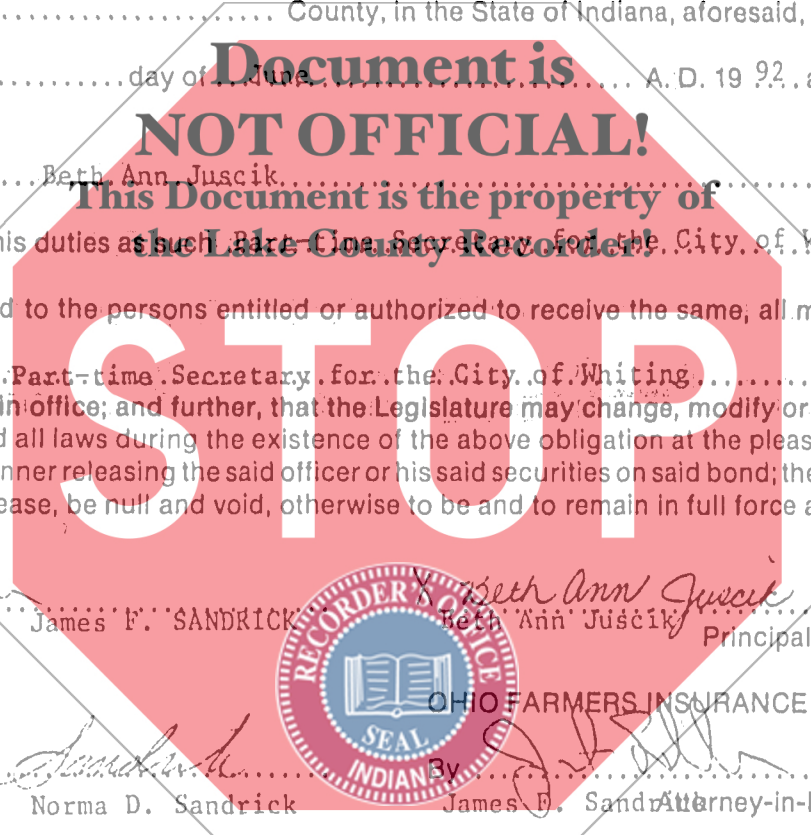 County, in the State of Indiana, aforesaid,
Document is
day of June A. D. 19 92
NOT OFFICIAL!
Beth Ann Juscik
This Document is the property of
his duties as such Part-time Secretary for the City of W
the Lake County Recorder!
d to the persons entitled or authorized to receive the same, all m
STOP
Part-time Secretary for the City of Whiting
in office; and further, that the Legislature may change, modify or
d all laws during the existence of the above obligation at the pleas
nner releasing the said officer or his said securities on said bond; the
ease, be null and void, otherwise to be and to remain in full force a
X Beth Ann Juscik
James F. SANDRICK
Beth Ann Juscik
Principal
RECORDER'S OFFICE
SEAL
INDIANA
OHIO FARMERS INSURANCE
By
Norma D. Sandrick
James F. Sandrick
Attorney-in-